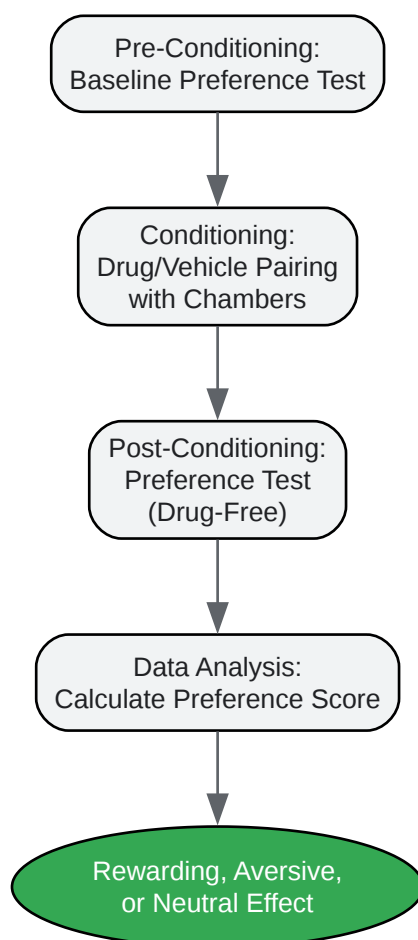 Pre-Conditioning:
Baseline Preference Test
Conditioning:
Drug/Vehicle Pairing
with Chambers
Post-Conditioning:
Preference Test
(Drug-Free)
Data Analysis:
Calculate Preference Score
Rewarding, Aversive,
or Neutral Effect